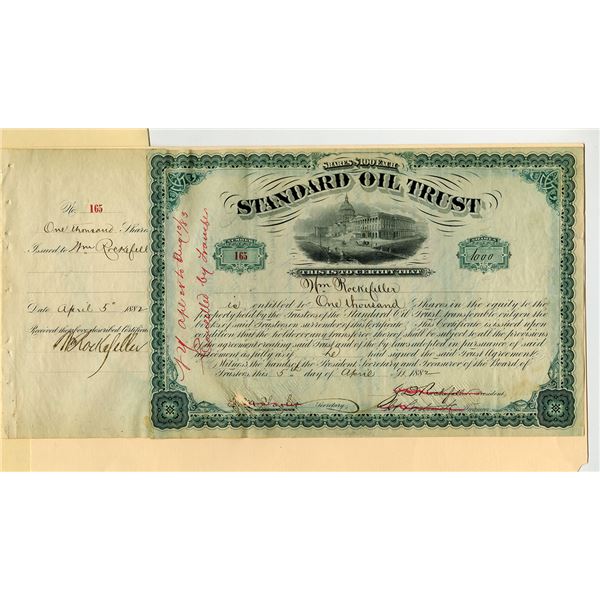 No. 165
One thousand Share
Issued to Wm Rockefell
Date April 5th 1882
Received the above described Certificate
Wm Rockefeller
SHARES $100 EACH
STANDARD OIL TRUST
NUMBER
165
SHARES
1000
THIS IS TO CERTIFY THAT
Wm Rockefeller
is entitled to One thousand Shares in the equity to the
property held by the Trustees of the Standard Oil Trust, transferable only on the
books of said Trustees on surrender of this certificate. This Certificate is issued upon
condition that the holder or any transferee thereof shall be subject to all the provisions
of the agreement creating said Trust and of the by laws adopted in pursuance of said
agreement as fully as if he had signed the said Trust Agreement.
Witness the hands of the President Secretary and Treasurer of the Board of
Trustees this 5th day of April 1882
Secretary
J D Rockefeller President
Cancelled by Transfer